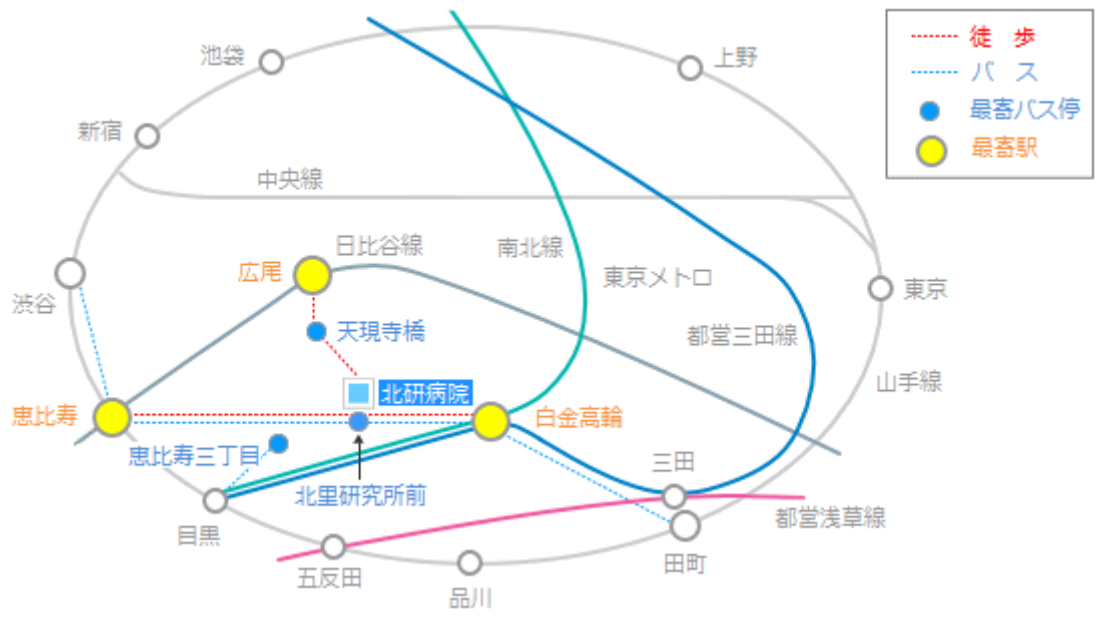 池袋
上野
徒 歩
バ ス
最寄バス停
最寄駅
新宿
中央線
日比谷線
南北線
広尾
東京メトロ
渋谷
東京
天現寺橋
都営三田線
北研病院
山手線
恵比寿
白金高輪
恵比寿三丁目
三田
北里研究所前
目黒
都営浅草線
五反田
田町
品川